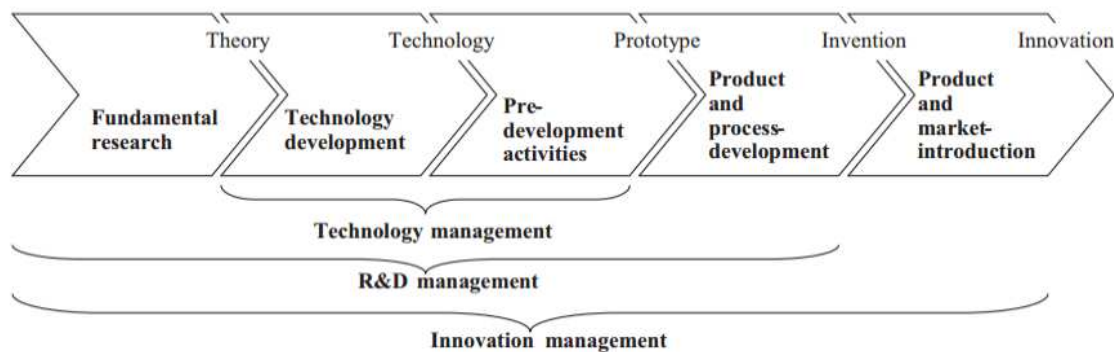 Theory
Technology
Prototype
Invention
Innovation
Fundamental
research
Technology
development
Pre-
development
activities
Product
and
process-
development
Product
and
market-
introduction
Technology management
R&D management
Innovation management